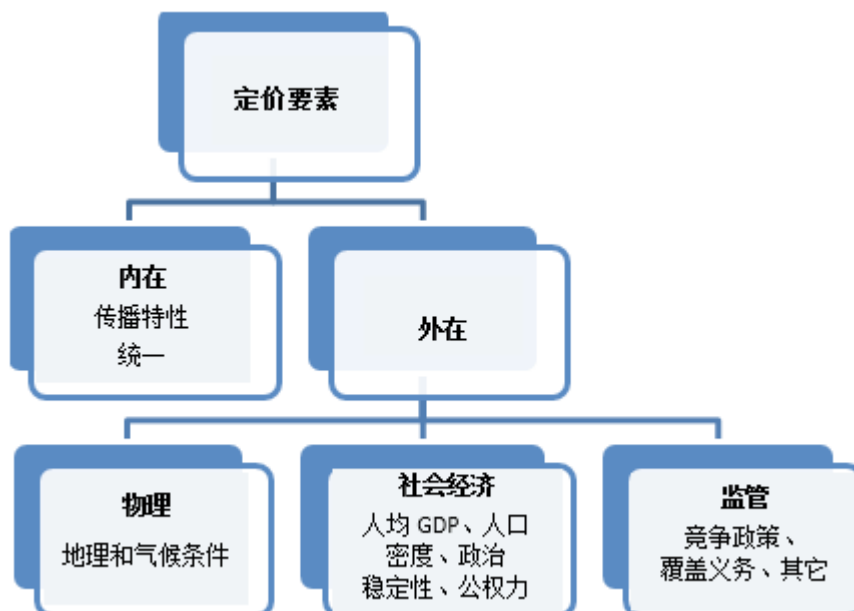 定价要素
内在
传播特性
统一
外在
物理
地理和气候条件
社会经济
人均 GDP、人口
密度、政治
稳定性、公权力
监管
竞争政策、
覆盖义务、其它